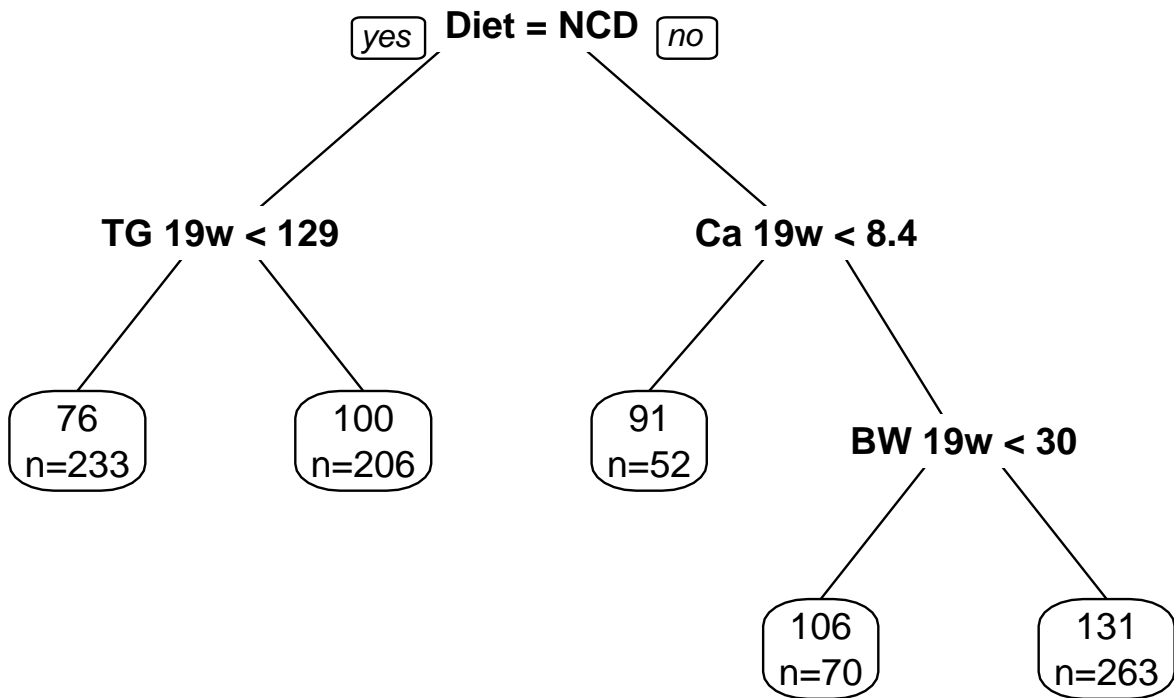 yes Diet = NCD no
TG 19w < 129
Ca 19w < 8.4
76
n=233
100
n=206
91
n=52
BW 19w < 30
106
n=70
131
n=263